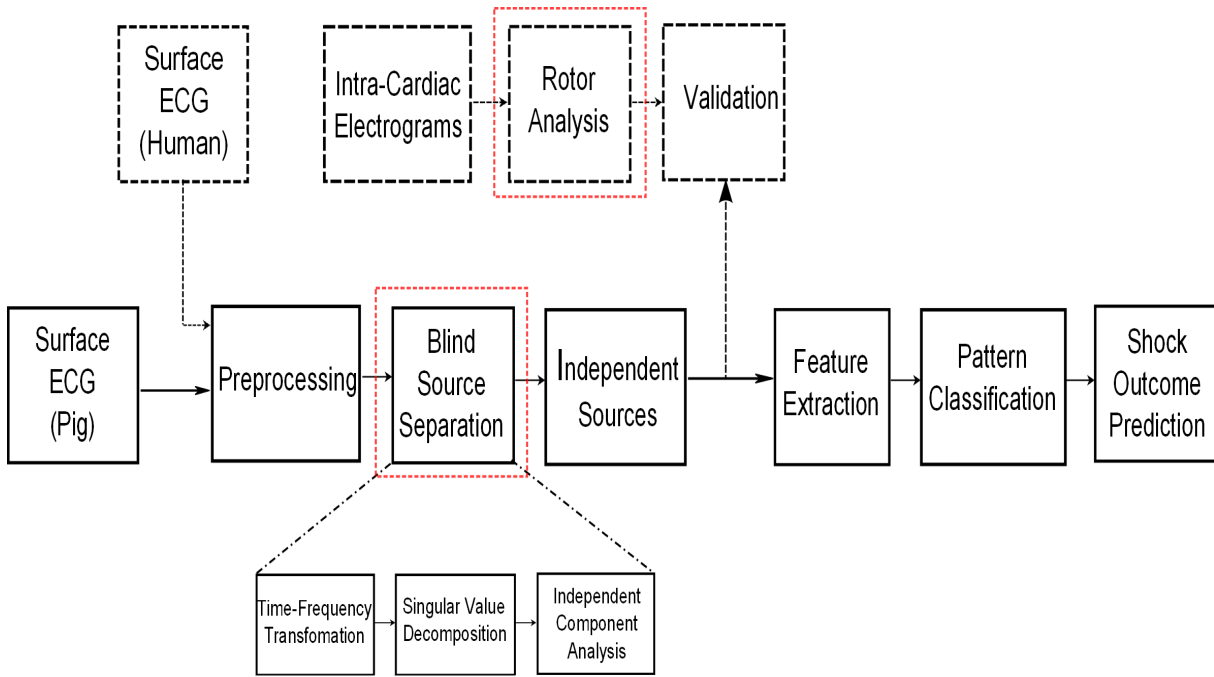 Surface
ECG
(Human)
Intra-Cardiac
Electrograms
Rotor
Analysis
Validation
Surface
ECG
(Pig)
Preprocessing
Blind
Source
Separation
Independent
Sources
Feature
Extraction
Pattern
Classification
Shock
Outcome
Prediction
Time-Frequency
Transfomation
Singular Value
Decomposition
Independent
Component
Analysis